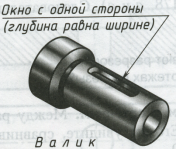 Окно с одной стороны
(глубина равна ширине)
Валик